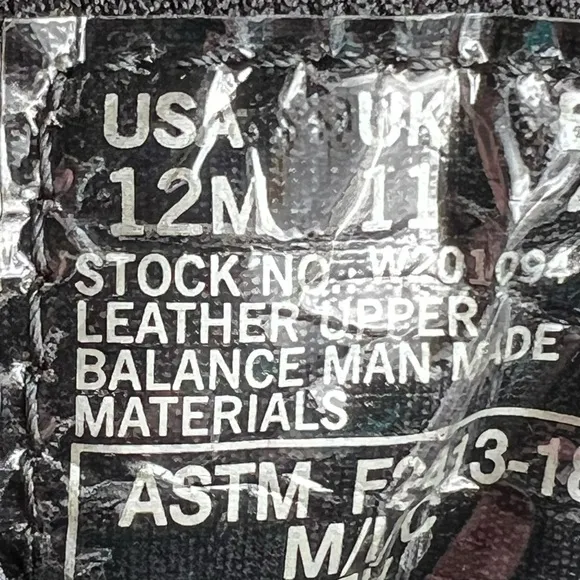 USA UK
12M 11
STOCK NO.: W201094
LEATHER UPPER
BALANCE MAN MADE
MATERIALS
ASTM F2413-18
M/I/C